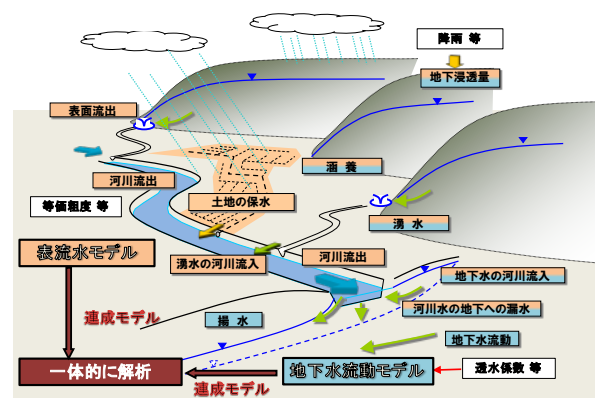 降雨 等
地下浸透量
表面流出
涵 養
河川流出
土地の保水
等価粗度 等
湧 水
表流水モデル
湧水の河川流入
河川流出
地下水の河川流入
河川水の地下への漏水
連成モデル
揚 水
地下水流動
一体的に解析
地下水流動モデル
透水係数 等
連成モデル